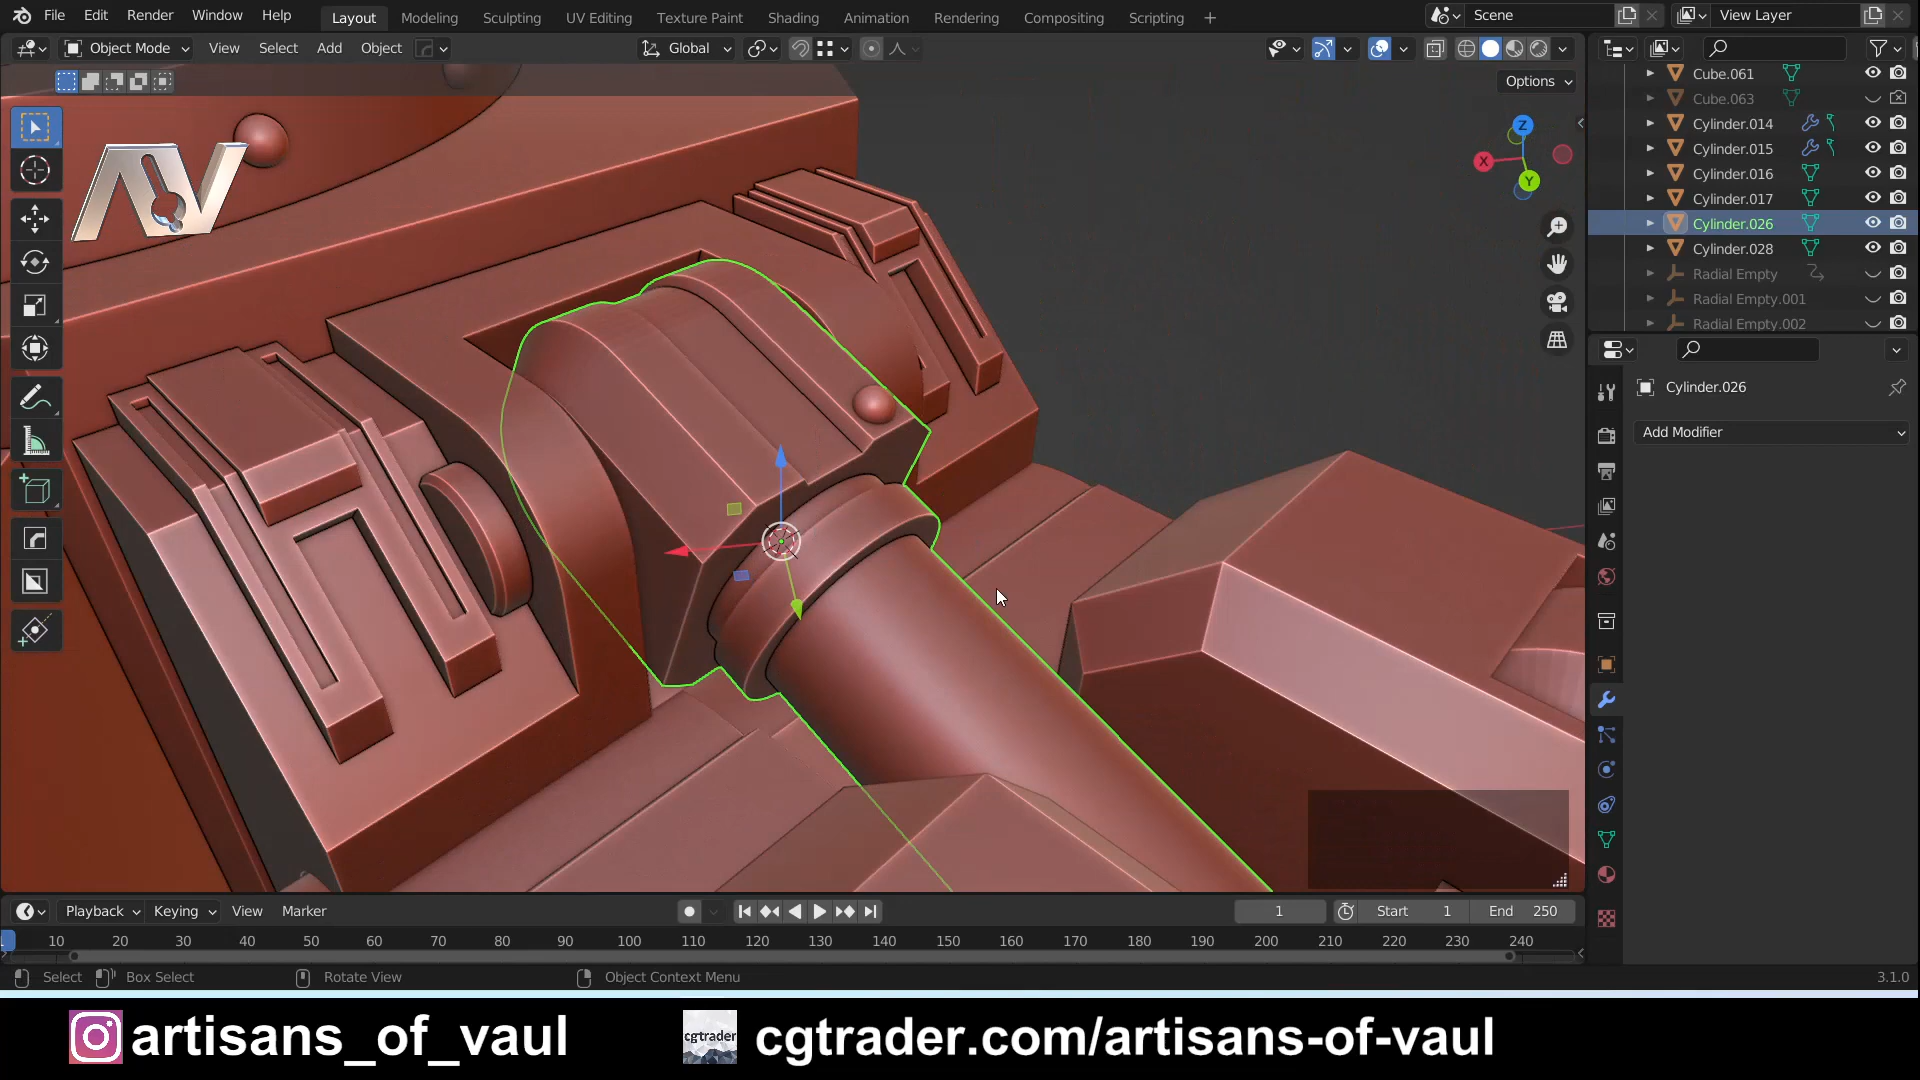 File Edit Render Window Help Layout Modeling Sculpting UV Editing Texture Paint Shading Animation Rendering Compositing Scripting Scene View Layer
Object Mode View Select Add Object Global
Options
X Y Z
AV
Cube.061
Cube.063
Cylinder.014
Cylinder.015
Cylinder.016
Cylinder.017
Cylinder.026
Cylinder.028
Radial Empty
Radial Empty.001
Radial Empty.002
Cylinder.026
Add Modifier
Playback Keying View Marker 1 Start 1 End 250
10 20 30 40 50 60 70 80 90 100 110 120 130 140 150 160 170 180 190 200 210 220 230 240
Select Box Select Rotate View Object Context Menu 3.1.0
artisans_of_vaul cgtrader cgtrader.com/artisans-of-vaul